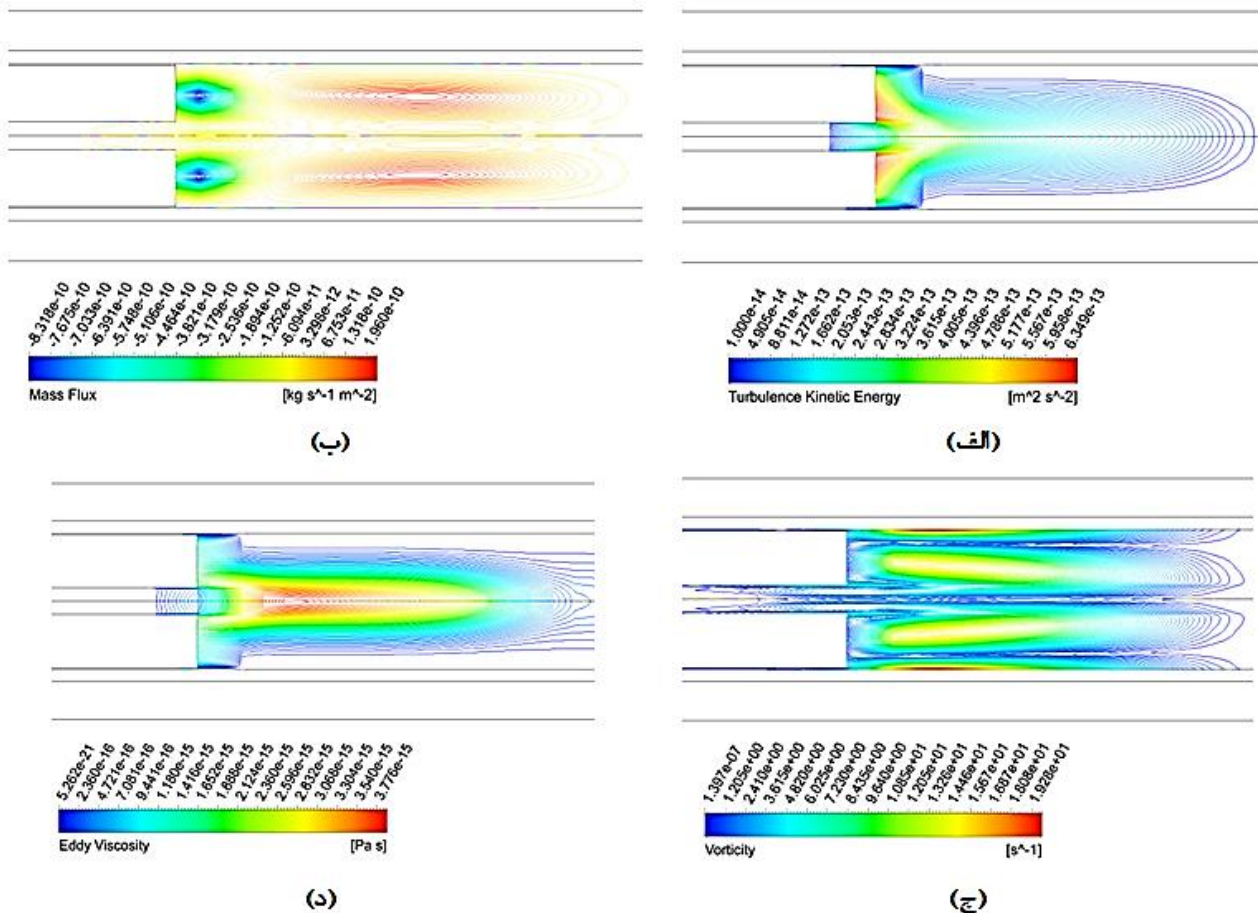 -8.318e-10
-7.675e-10
-7.033e-10
-6.391e-10
-5.748e-10
-5.106e-10
-4.464e-10
-3.821e-10
-3.179e-10
-2.536e-10
-1.894e-10
-1.252e-10
-6.094e-11
3.298e-12
6.753e-11
1.318e-10
1.960e-10
Mass Flux [kg s^-1 m^-2]
(ب)
1.000e-14
4.905e-14
8.811e-14
1.272e-13
1.662e-13
2.053e-13
2.443e-13
2.834e-13
3.224e-13
3.615e-13
4.005e-13
4.396e-13
4.786e-13
5.177e-13
5.567e-13
5.958e-13
6.349e-13
Turbulence Kinetic Energy [m^2 s^-2]
(الف)
5.262e-21
2.360e-16
4.721e-16
7.081e-16
9.441e-16
1.180e-15
1.416e-15
1.652e-15
1.888e-15
2.124e-15
2.360e-15
2.596e-15
2.832e-15
3.068e-15
3.304e-15
3.540e-15
3.776e-15
Eddy Viscosity [Pa s]
(د)
1.397e-07
1.205e+00
2.410e+00
3.615e+00
4.820e+00
6.025e+00
7.230e+00
8.435e+00
9.640e+00
1.085e+01
1.205e+01
1.326e+01
1.446e+01
1.567e+01
1.687e+01
1.808e+01
1.928e+01
Vorticity [s^-1]
(ج)